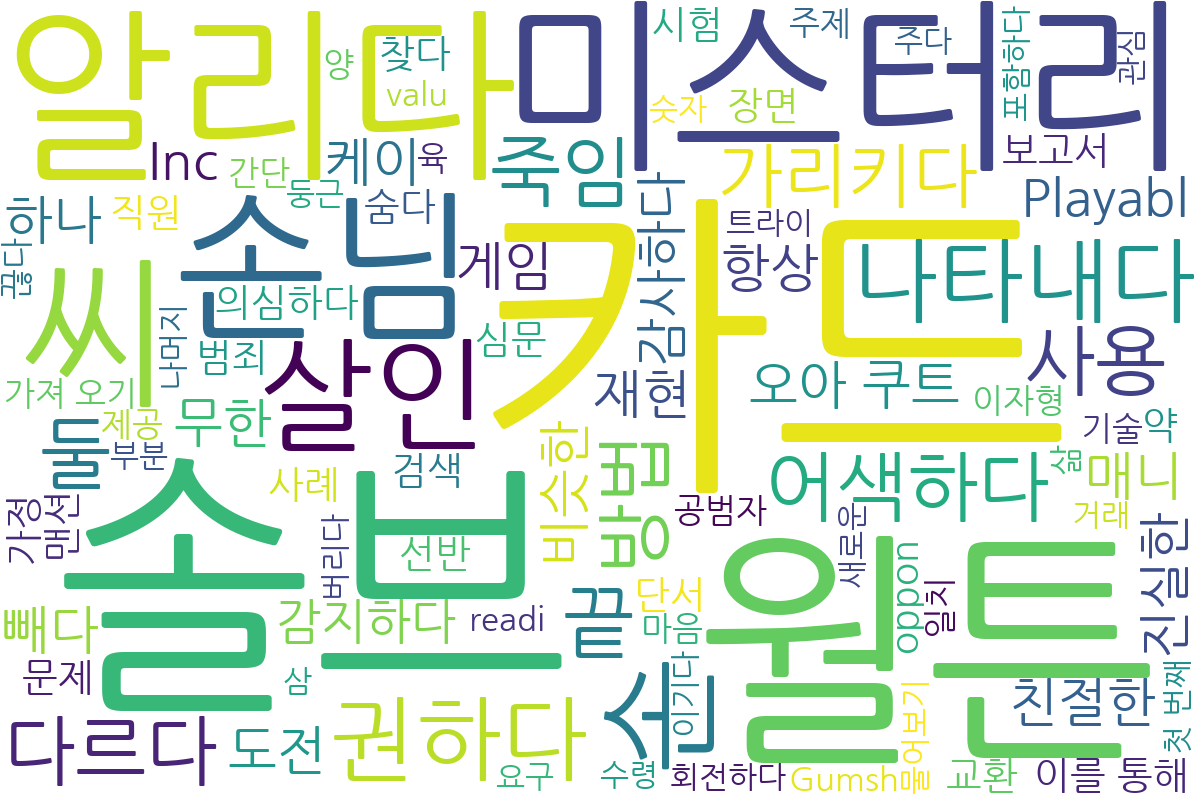 알리다
미스터리
시험
주제
주다
포함하다
관심
양
찾다
valu
숫자
장면
Inc
간단
케이
육
죽임
가리키다
보고서
둥근
Playabl
하나
직원
숨다
손님
게임
감사하다
트라이
항상
나타내다
끊다
씨
의심하다
카드
나머지
범죄
살인
심문
재현
오아 쿠트
사용
이자형
가져 오기
제공
무한
비슷한
방법
기술
약
둘
부분
사례
검색
어색하다
삶
매니
가정
맨션
솔브
버리다
선반
공범자
새로운
거래
월튼
진실한
빼다
감지하다
readi
끝
단서
마음
oppon
일치
문제
삼
손
이기다
친절한
첫 번째
다르다
도전
권하다
요구
수령
회전하다
Gumsh
물어보기
교환
이를 통해